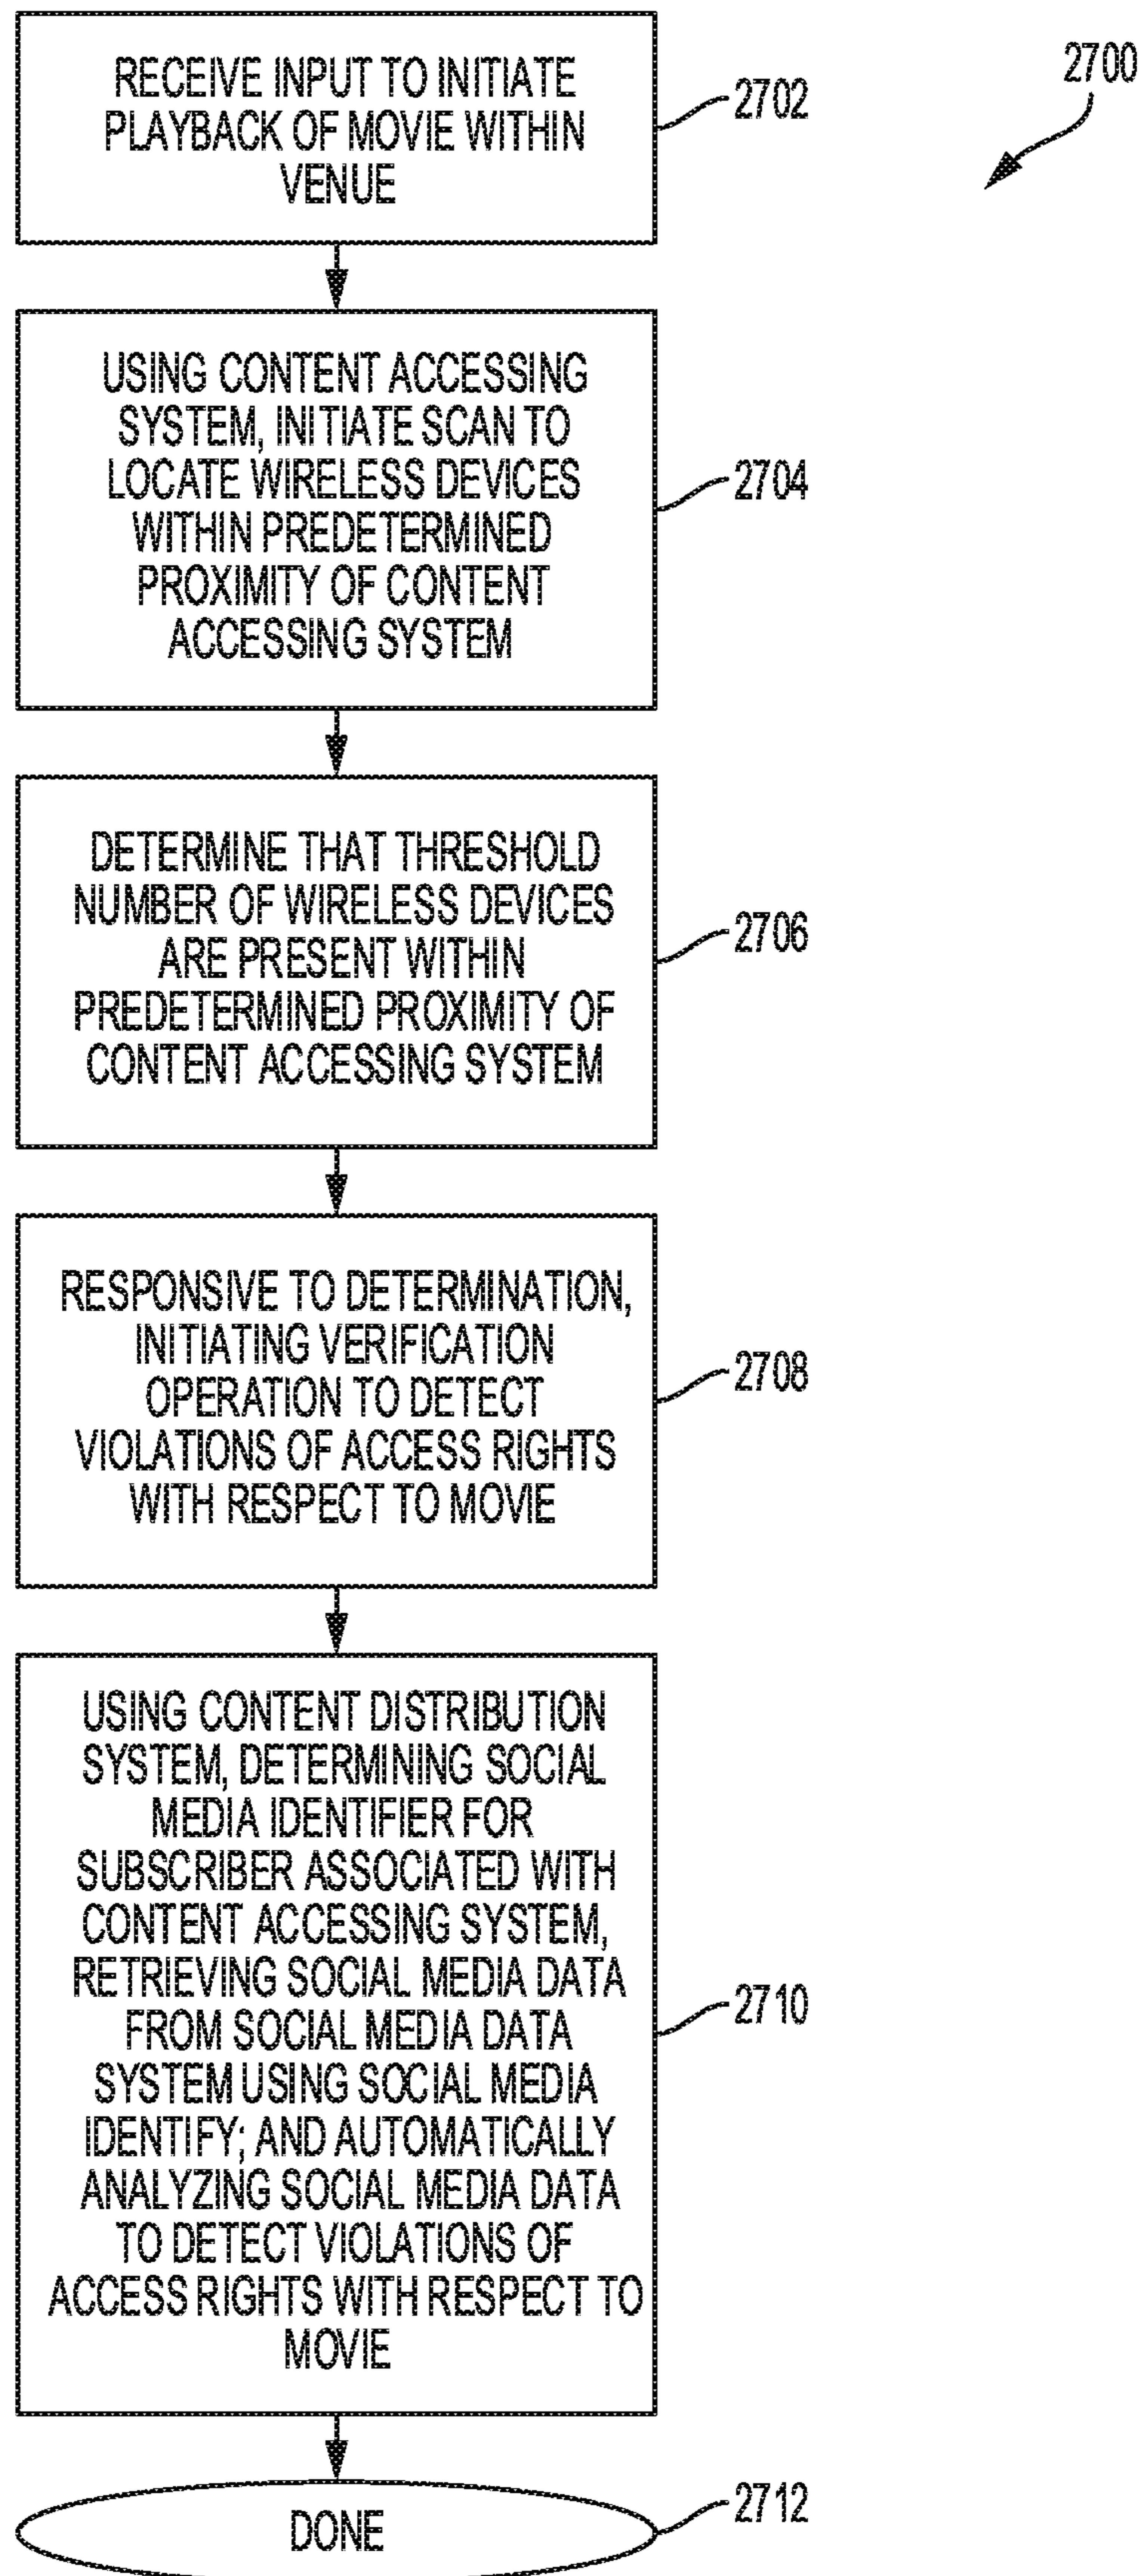 2700
RECEIVE INPUT TO INITIATE
PLAYBACK OF MOVIE WITHIN
VENUE
2702
USING CONTENT ACCESSING
SYSTEM, INITIATE SCAN TO
LOCATE WIRELESS DEVICES
WITHIN PREDETERMINED
PROXIMITY OF CONTENT
ACCESSING SYSTEM
2704
DETERMINE THAT THRESHOLD
NUMBER OF WIRELESS DEVICES
ARE PRESENT WITHIN
PREDETERMINED PROXIMITY OF
CONTENT ACCESSING SYSTEM
2706
RESPONSIVE TO DETERMINATION,
INITIATING VERIFICATION
OPERATION TO DETECT
VIOLATIONS OF ACCESS RIGHTS
WITH RESPECT TO MOVIE
2708
USING CONTENT DISTRIBUTION
SYSTEM, DETERMINING SOCIAL
MEDIA IDENTIFIER FOR
SUBSCRIBER ASSOCIATED WITH
CONTENT ACCESSING SYSTEM,
RETRIEVING SOCIAL MEDIA DATA
FROM SOCIAL MEDIA DATA
SYSTEM USING SOCIAL MEDIA
IDENTIFY; AND AUTOMATICALLY
ANALYZING SOCIAL MEDIA DATA
TO DETECT VIOLATIONS OF
ACCESS RIGHTS WITH RESPECT TO
MOVIE
2710
DONE
2712